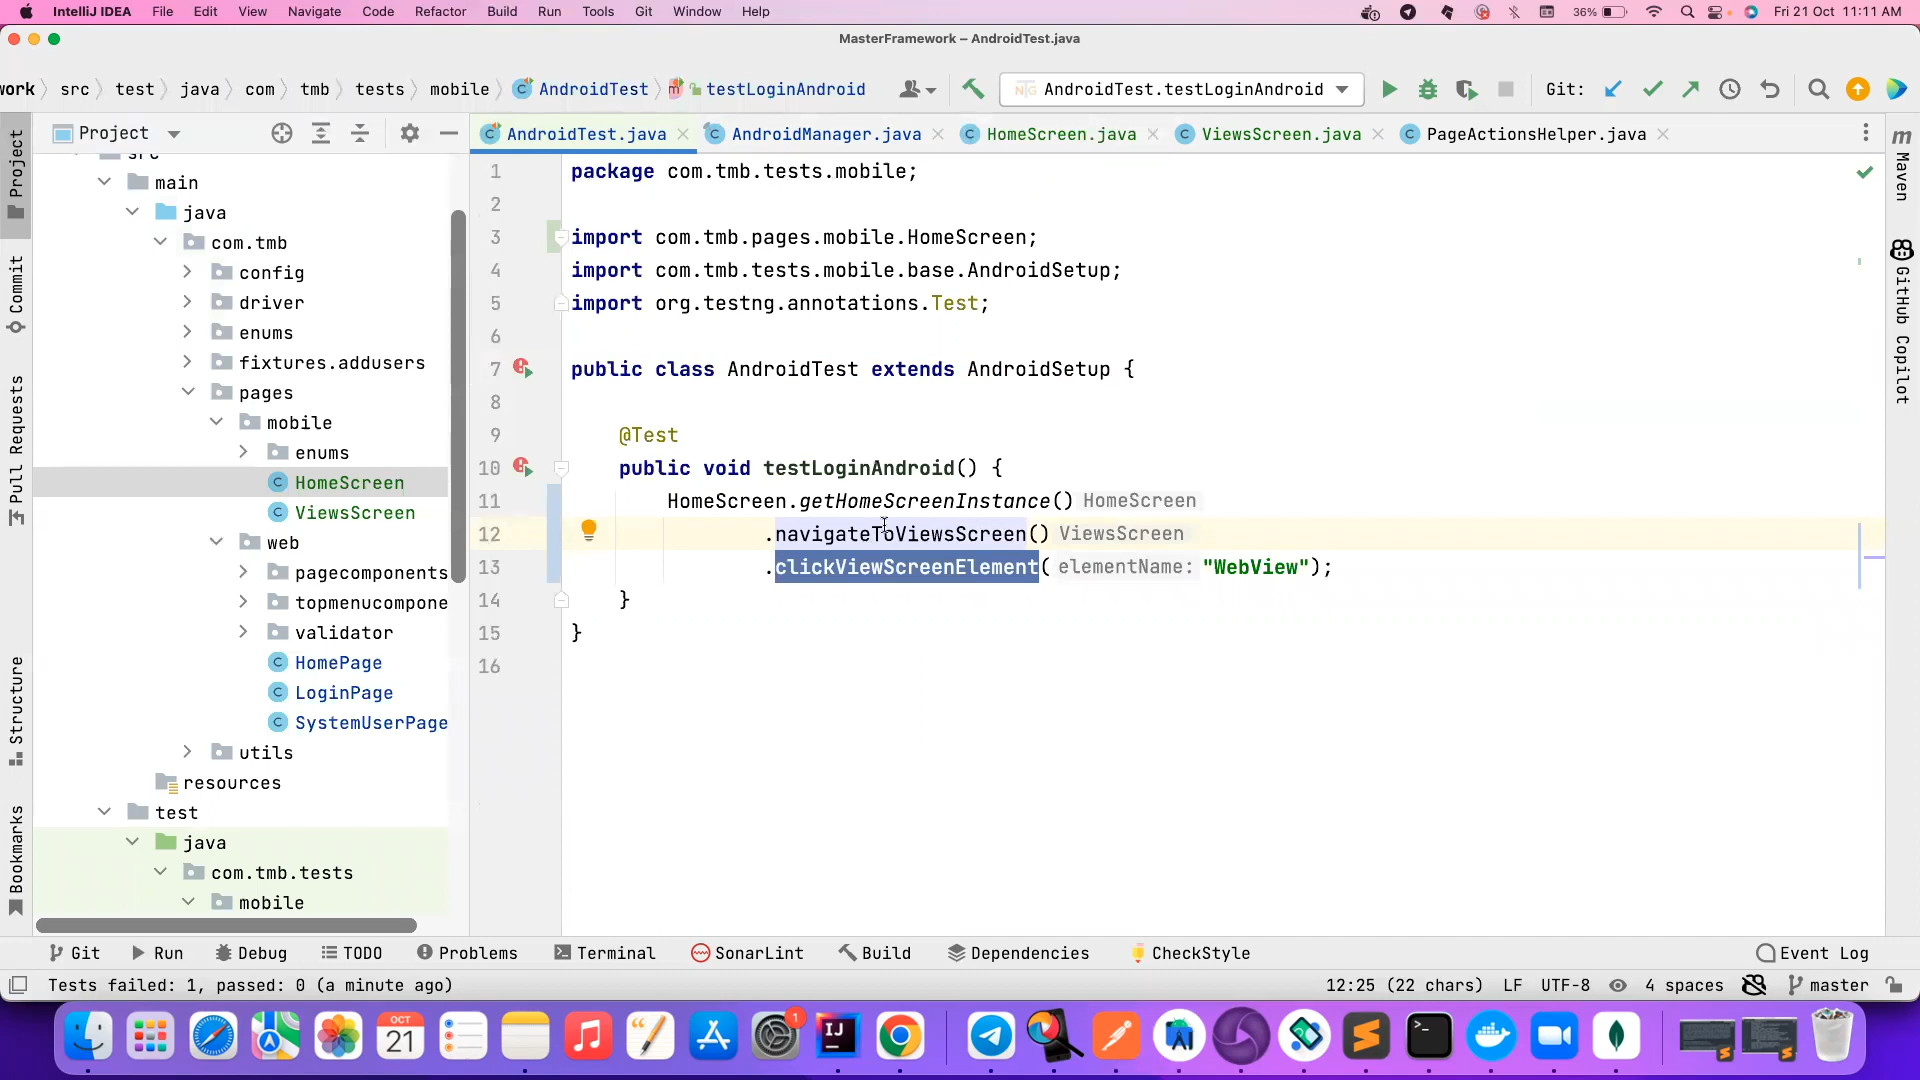 IntelliJ IDEA File Edit View Navigate Code Refactor Build Run Tools Git Window Help 36% Fri 21 Oct 11:11 AM
MasterFramework – AndroidTest.java
work src test java com tmb tests mobile AndroidTest testLoginAndroid AndroidTest.testLoginAndroid Git:
Project AndroidTest.java AndroidManager.java HomeScreen.java ViewsScreen.java PageActionsHelper.java
Project
Commit
Pull Requests
Structure
Bookmarks
src
main
java
com.tmb
config
driver
enums
fixtures.addusers
pages
mobile
enums
HomeScreen
ViewsScreen
web
pagecomponents
topmenucompone
validator
HomePage
LoginPage
SystemUserPage
utils
resources
test
java
com.tmb.tests
mobile
1 package com.tmb.tests.mobile;
2
3 import com.tmb.pages.mobile.HomeScreen;
4 import com.tmb.tests.mobile.base.AndroidSetup;
5 import org.testng.annotations.Test;
6
7 public class AndroidTest extends AndroidSetup {
8
9 @Test
10 public void testLoginAndroid() {
11 HomeScreen.getHomeScreenInstance() HomeScreen
12 .navigateToViewsScreen() ViewsScreen
13 .clickViewScreenElement( elementName: "WebView");
14 }
15 }
16
Maven
GitHub Copilot
Git Run Debug TODO Problems Terminal SonarLint Build Dependencies CheckStyle Event Log
Tests failed: 1, passed: 0 (a minute ago) 12:25 (22 chars) LF UTF-8 4 spaces master
OCT
21
1
IJ